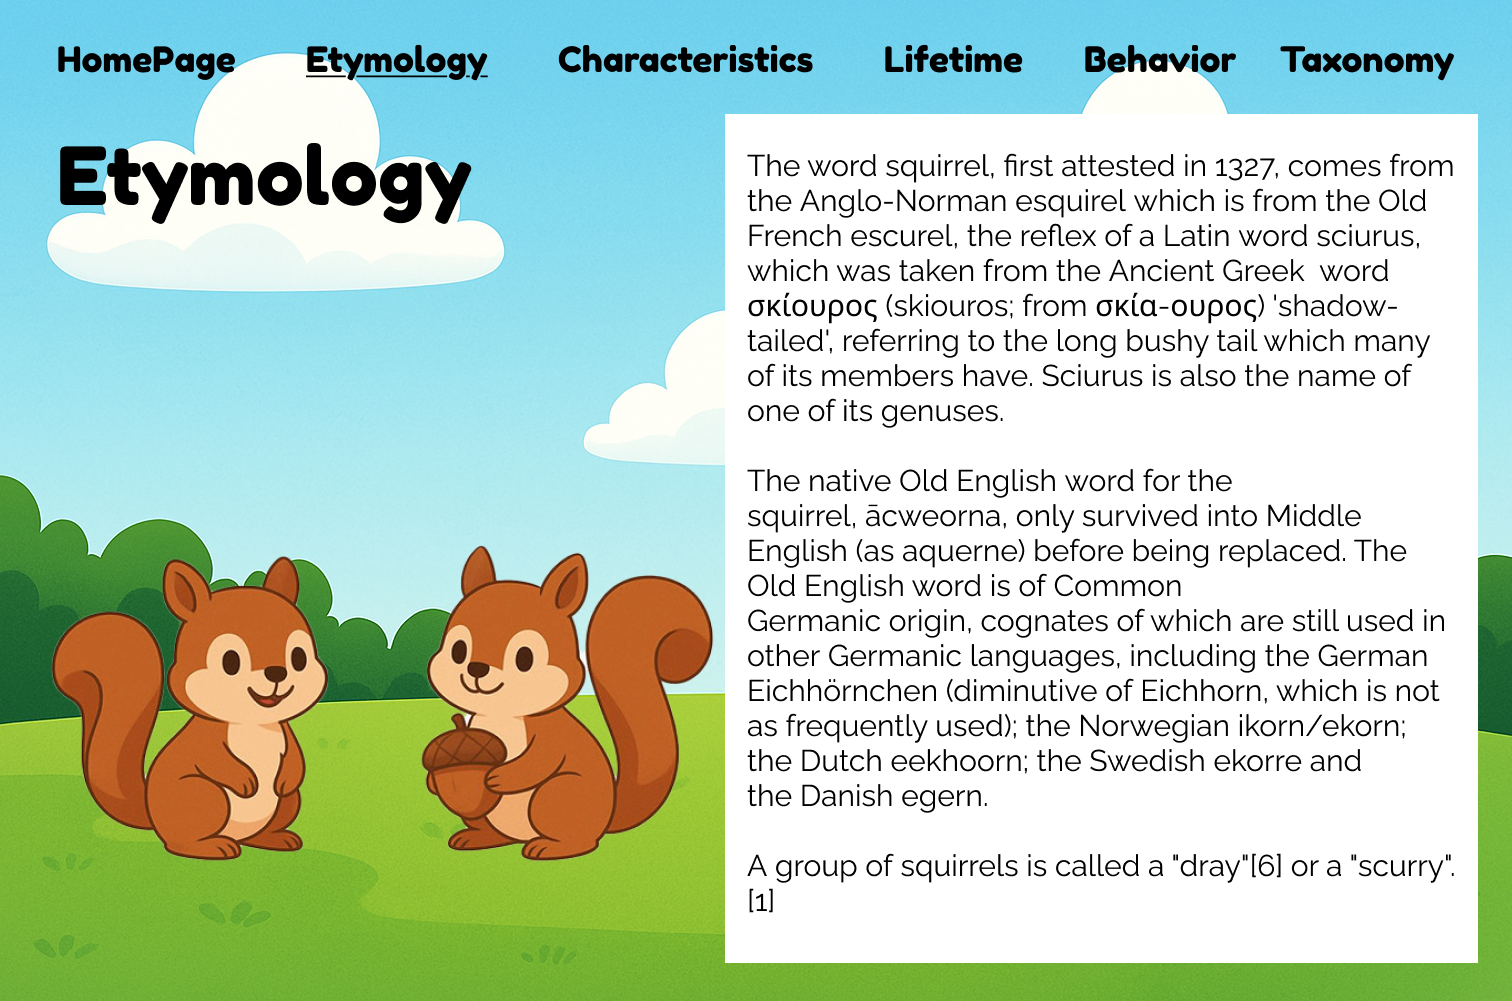 HomePage Etymology Characteristics Lifetime Behavior Taxonomy
Etymology
The word squirrel, first attested in 1327, comes from
the Anglo-Norman esquirel which is from the Old
French escurel, the reflex of a Latin word sciurus,
which was taken from the Ancient Greek  word
σκίουρος (skiouros; from σκία-ουρος) 'shadow-
tailed', referring to the long bushy tail which many
of its members have. Sciurus is also the name of
one of its genuses.
The native Old English word for the
squirrel, ācweorna, only survived into Middle
English (as aquerne) before being replaced. The
Old English word is of Common
Germanic origin, cognates of which are still used in
other Germanic languages, including the German
Eichhörnchen (diminutive of Eichhorn, which is not
as frequently used); the Norwegian ikorn/ekorn;
the Dutch eekhoorn; the Swedish ekorre and
the Danish egern.
A group of squirrels is called a "dray"[6] or a "scurry".
[1]